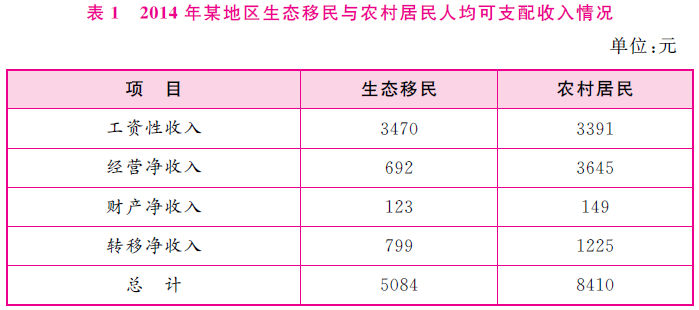 表 1 2014 年某地区生态移民与农村居民人均可支配收入情况
单位:元
项 目 生态移民 农村居民
工资性收入 3470 3391
经营净收入 692 3645
财产净收入 123 149
转移净收入 799 1225
总 计 5084 8410